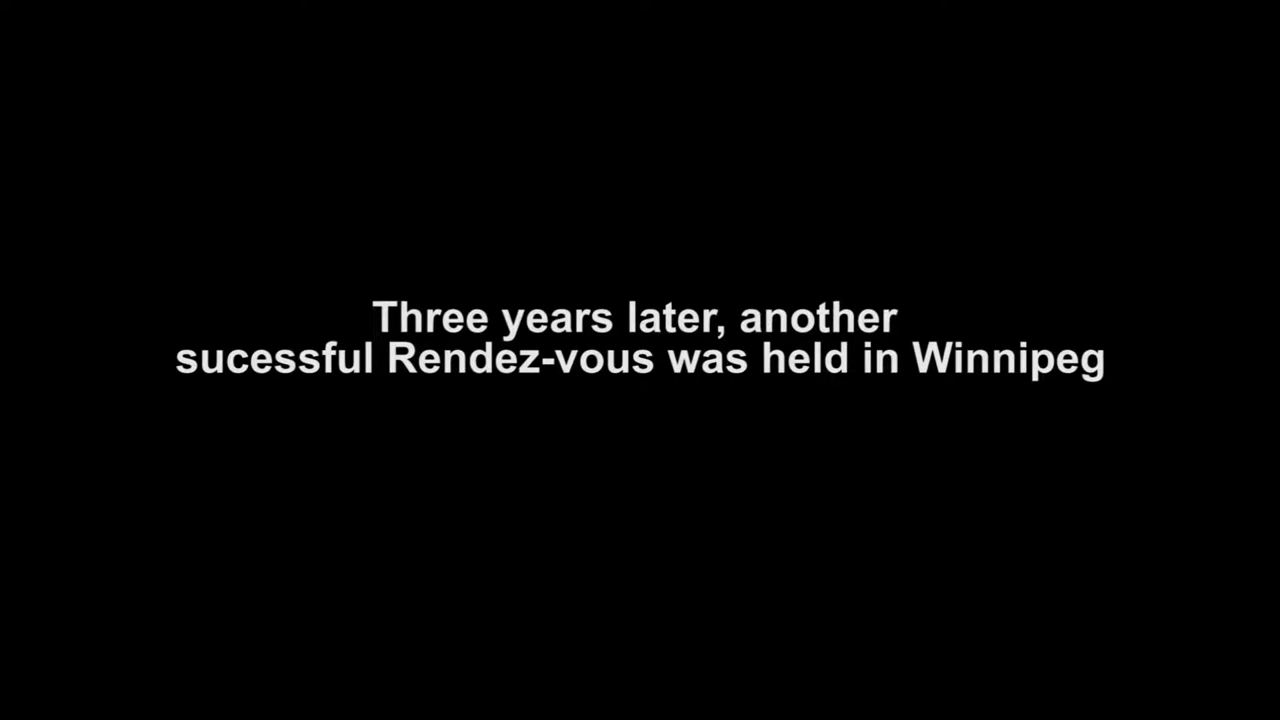 Three years later, another
sucessful Rendez-vous was held in Winnipeg